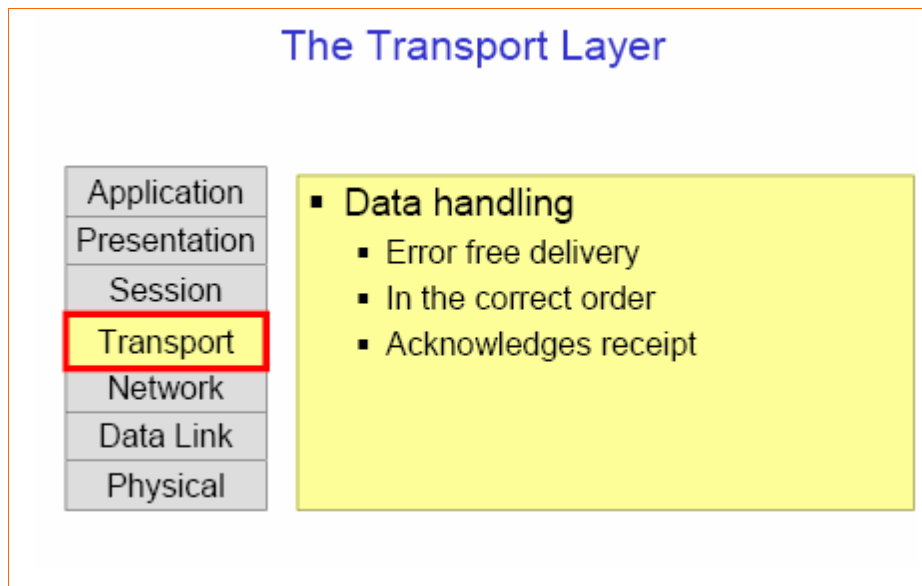 The Transport Layer
Application
Presentation
Session
Transport
Network
Data Link
Physical
▪ Data handling
▪ Error free delivery
▪ In the correct order
▪ Acknowledges receipt